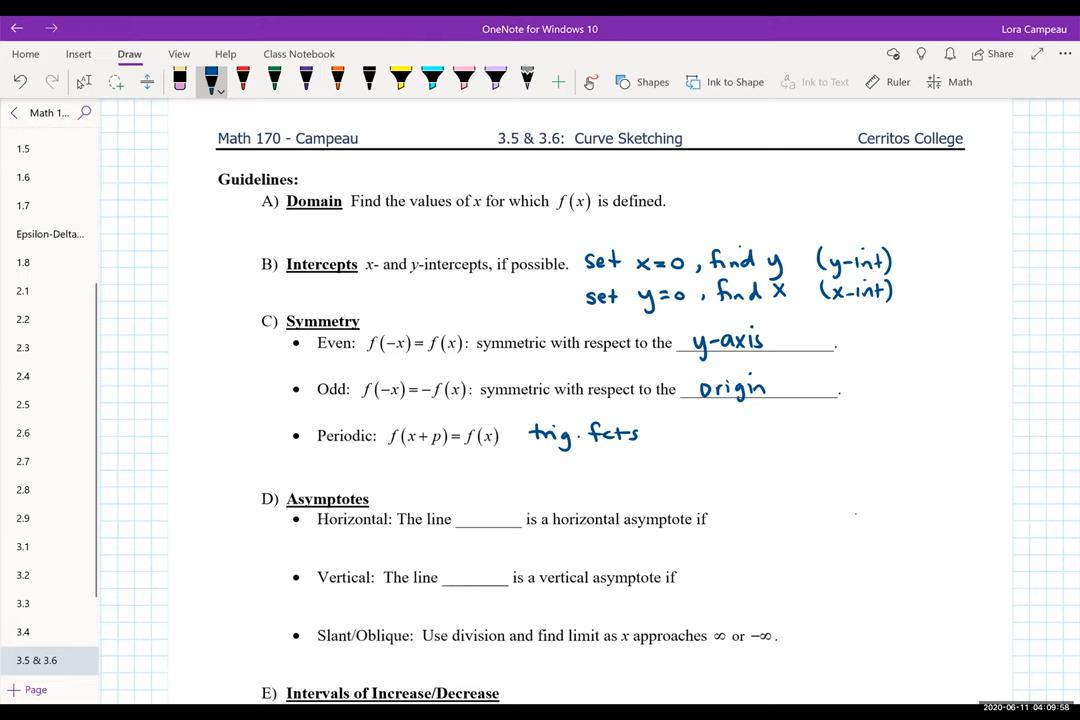 OneNote for Windows 10
Lora Campeau
Home Insert Draw View Help Class Notebook Share
Shapes Ink to Shape Ink to Text Ruler Math
Math 1...
1.5
1.6
1.7
Epsilon-Delta...
1.8
2.1
2.2
2.3
2.4
2.5
2.6
2.7
2.8
2.9
3.1
3.2
3.3
3.4
3.5 & 3.6
+ Page
Math 170 - Campeau 3.5 & 3.6: Curve Sketching Cerritos College
Guidelines:
A) Domain Find the values of x for which f(x) is defined.
B) Intercepts x- and y-intercepts, if possible. set x=0, find y (y-int)
set y=0, find x (x-int)
C) Symmetry
• Even: f(−x)=f(x): symmetric with respect to the y-axis.
• Odd: f(−x)=−f(x): symmetric with respect to the origin.
• Periodic: f(x+p)=f(x) trig. fcts
D) Asymptotes
• Horizontal: The line ________ is a horizontal asymptote if
• Vertical: The line ________ is a vertical asymptote if
• Slant/Oblique: Use division and find limit as x approaches ∞ or −∞.
E) Intervals of Increase/Decrease
2020-06-11 04:09:58